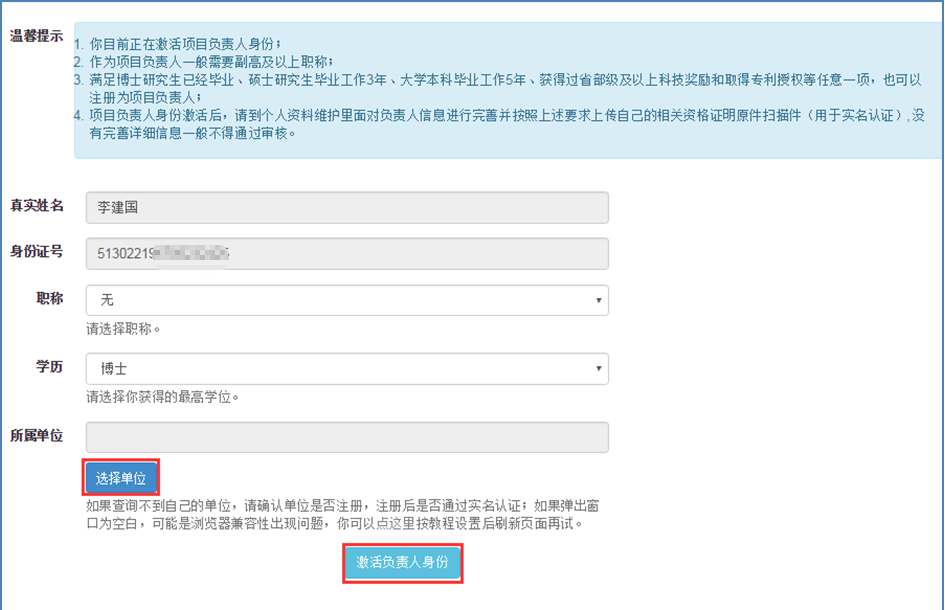 温馨提示
1. 你目前正在激活项目负责人身份；
2. 作为项目负责人一般需要副高及以上职称；
3. 满足博士研究生已经毕业、硕士研究生毕业工作3年、大学本科毕业工作5年、获得过省部级及以上科技奖励和取得专利授权等任意一项，也可以
注册为项目负责人；
4. 项目负责人身份激活后，请到个人资料维护里面对负责人信息进行完善并按照上述要求上传自己的相关资格证明原件扫描件（用于实名认证）,没
有完善详细信息一般不得通过审核。
真实姓名 李建国
身份证号 51302219
职称 无
请选择职称。
学历 博士
请选择你获得的最高学位。
所属单位
选择单位
如果查询不到自己的单位，请确认单位是否注册，注册后是否通过实名认证；如果弹出窗
口为空白，可能是浏览器兼容性出现问题，你可以点这里按教程设置后刷新页面再试。
激活负责人身份